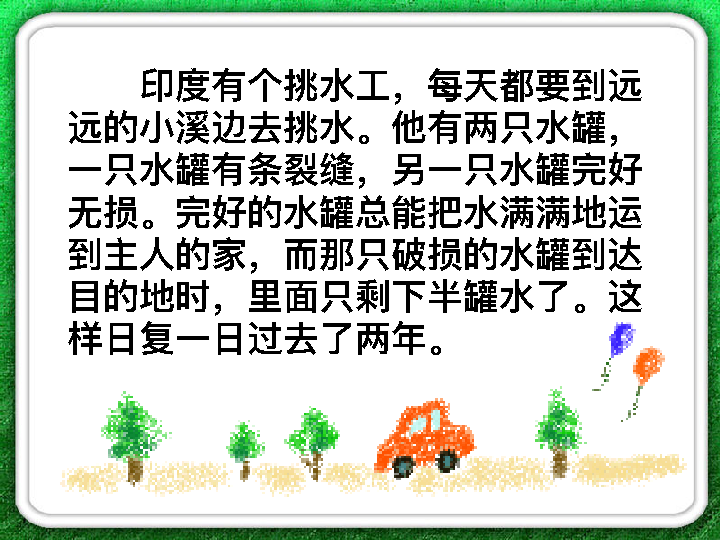 印度有个挑水工，每天都要到远
远的小溪边去挑水。他有两只水罐，
一只水罐有条裂缝，另一只水罐完好
无损。完好的水罐总能把水满满地运
到主人的家，而那只破损的水罐到达
目的地时，里面只剩下半罐水了。这
样日复一日过去了两年。